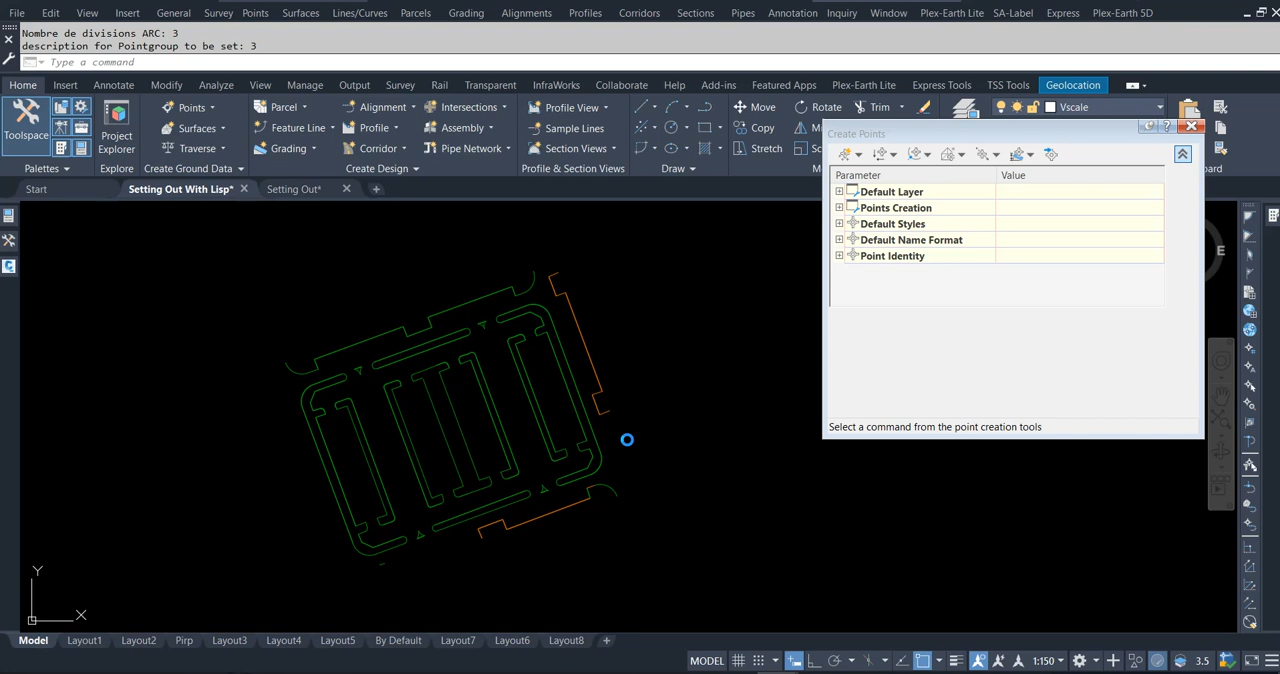 File Edit View Insert General Survey Points Surfaces Lines/Curves Parcels Grading Alignments Profiles Corridors Sections Pipes Annotation Inquiry Window Plex-Earth Lite SA-Label Express Plex-Earth 5D
Nombre de divisions ARC: 3
description for Pointgroup to be set: 3
Type a command
Home Insert Annotate Modify Analyze View Manage Output Survey Rail Transparent InfraWorks Collaborate Help Add-ins Featured Apps Plex-Earth Lite Express Tools TSS Tools Geolocation
Points Parcel Alignment Intersections Profile View Move Rotate Trim Vscale
Toolspace Project Explorer Surfaces Feature Line Profile Assembly Sample Lines Copy
Traverse Grading Corridor Pipe Network Section Views Stretch
Palettes Explore Create Ground Data Create Design Profile & Section Views Draw
Start Setting Out With Lisp* Setting Out*
Create Points
Parameter Value
Default Layer
Points Creation
Default Styles
Default Name Format
Point Identity
Select a command from the point creation tools
E
Y
X
Model Layout1 Layout2 Pirp Layout3 Layout4 Layout5 By Default Layout7 Layout6 Layout8
MODEL 1:150 3.5